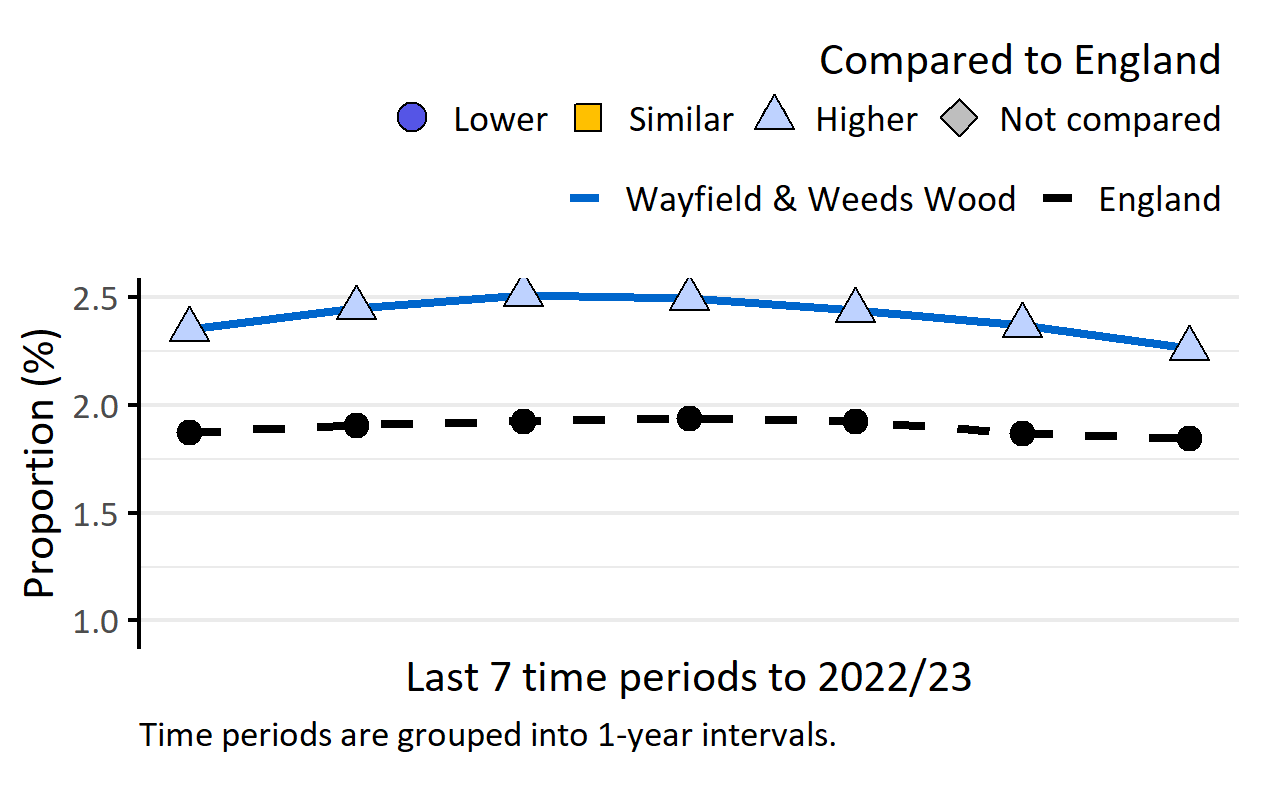 Compared to England
Lower Similar Higher Not compared
Wayfield & Weeds Wood England
2.5
2.0
1.5
1.0
Proportion (%)
Last 7 time periods to 2022/23
Time periods are grouped into 1-year intervals.